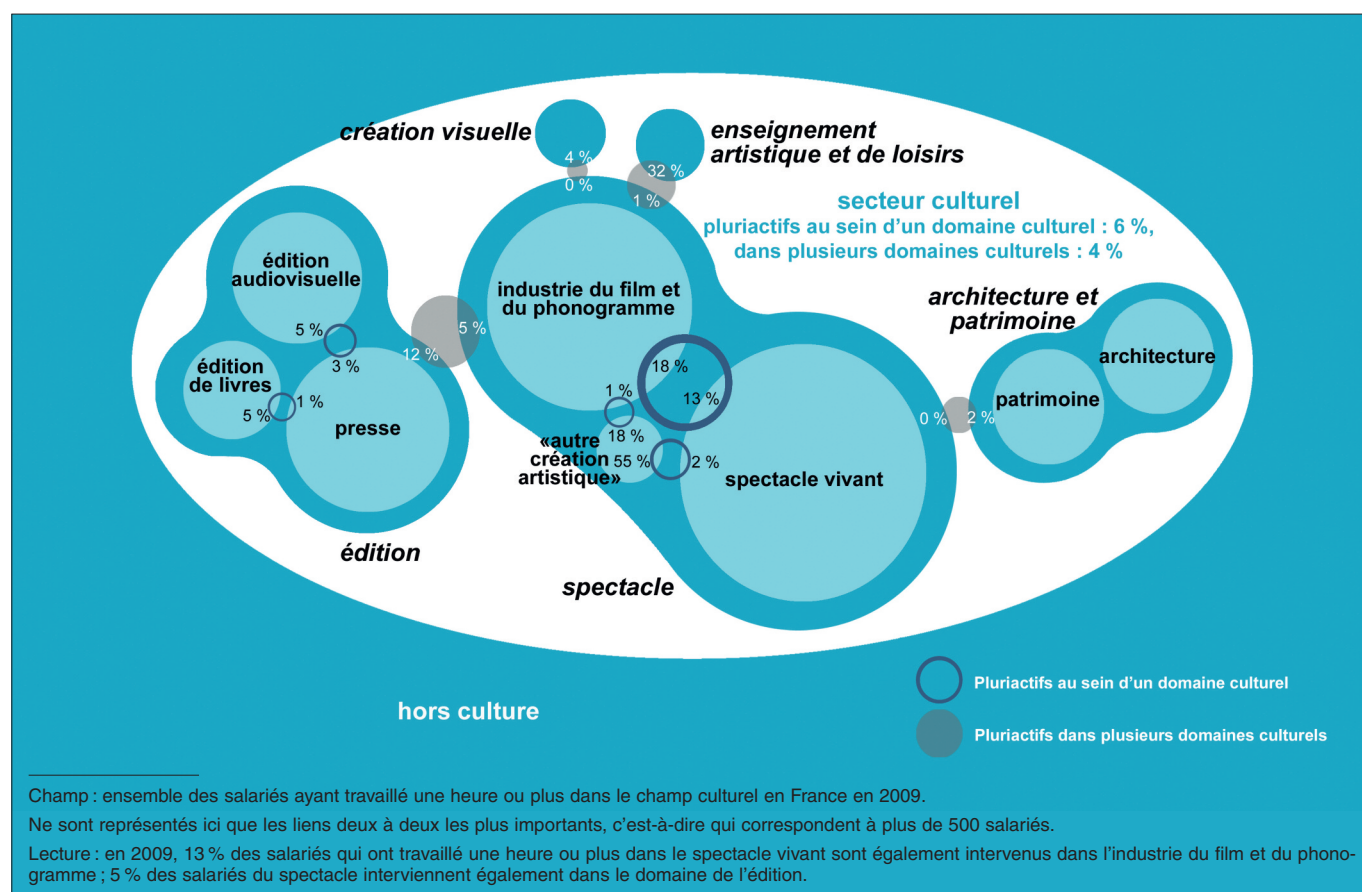 création visuelle
enseignement
artistique et de loisirs
4 %
0 %
32 %
1 %
secteur culturel
pluriactifs au sein d’un domaine culturel : 6 %,
dans plusieurs domaines culturels : 4 %
édition
audiovisuelle
industrie du film et
du phonogramme
architecture et
patrimoine
architecture
5 %
3 %
12 %
5 %
édition
de livres
5 %
1 %
presse
18 %
13 %
1 %
18 %
«autre
création
artistique»
55 %
2 %
spectacle vivant
0 %
2 %
patrimoine
édition
spectacle
hors culture
Pluriactifs au sein d’un domaine culturel
Pluriactifs dans plusieurs domaines culturels
Champ : ensemble des salariés ayant travaillé une heure ou plus dans le champ culturel en France en 2009.
Ne sont représentés ici que les liens deux à deux les plus importants, c’est-à-dire qui correspondent à plus de 500 salariés.
Lecture : en 2009, 13 % des salariés qui ont travaillé une heure ou plus dans le spectacle vivant sont également intervenus dans l’industrie du film et du phono-
gramme ; 5 % des salariés du spectacle interviennent également dans le domaine de l’édition.